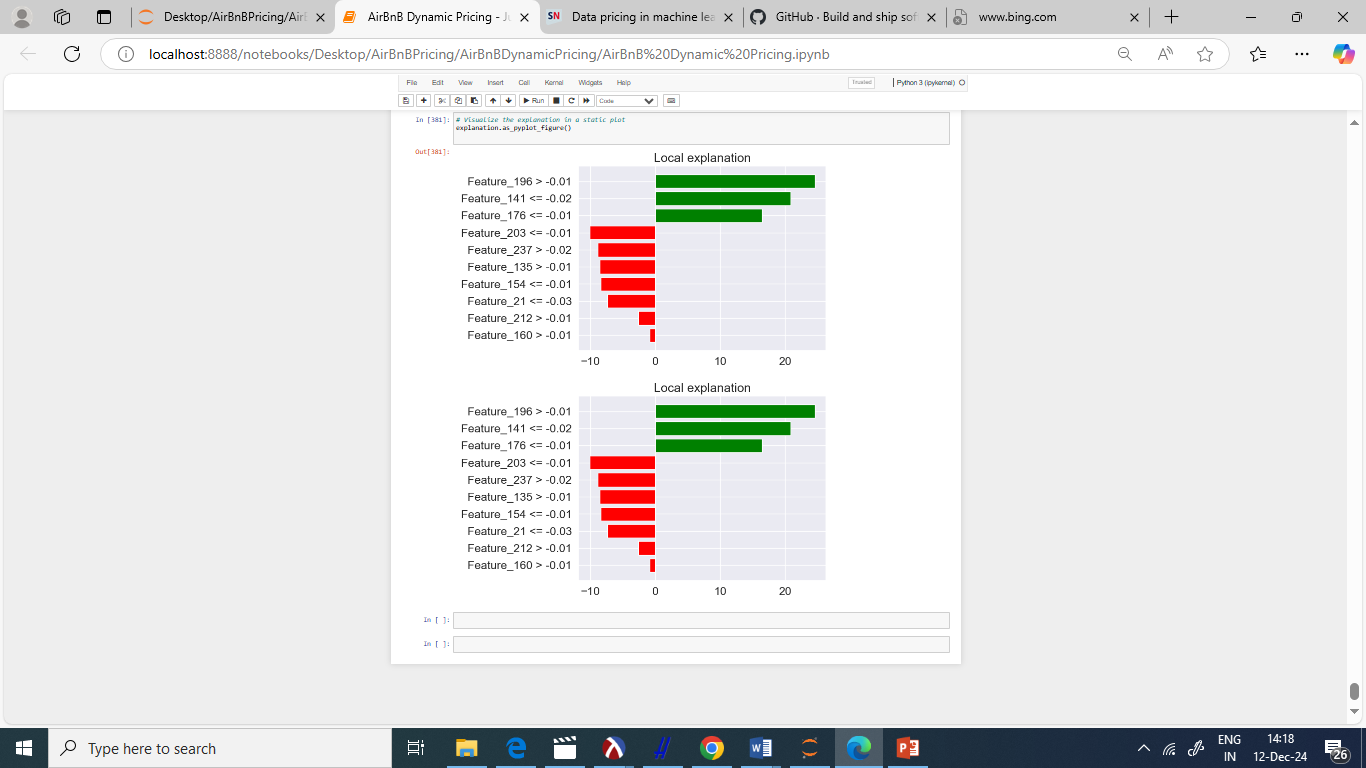 Desktop/AirBnBPricing/Air
AirBnB Dynamic Pricing - Ju
SN Data pricing in machine lea
GitHub · Build and ship sof
www.bing.com
localhost:8888/notebooks/Desktop/AirBnBPricing/AirBnBDynamicPricing/AirBnB%20Dynamic%20Pricing.ipynb
File Edit View Insert Cell Kernel Widgets Help Trusted Python 3 (ipykernel)
Run Code
In [381]: # Visualize the explanation in a static plot
explanation.as_pyplot_figure()
Out[381]:
Local explanation
Feature_196 > -0.01
Feature_141 <= -0.02
Feature_176 <= -0.01
Feature_203 <= -0.01
Feature_237 > -0.02
Feature_135 > -0.01
Feature_154 <= -0.01
Feature_21 <= -0.03
Feature_212 > -0.01
Feature_160 > -0.01
−10 0 10 20
Local explanation
Feature_196 > -0.01
Feature_141 <= -0.02
Feature_176 <= -0.01
Feature_203 <= -0.01
Feature_237 > -0.02
Feature_135 > -0.01
Feature_154 <= -0.01
Feature_21 <= -0.03
Feature_212 > -0.01
Feature_160 > -0.01
−10 0 10 20
In [ ]:
In [ ]:
Type here to search
ENG
IN
14:18
12-Dec-24
26